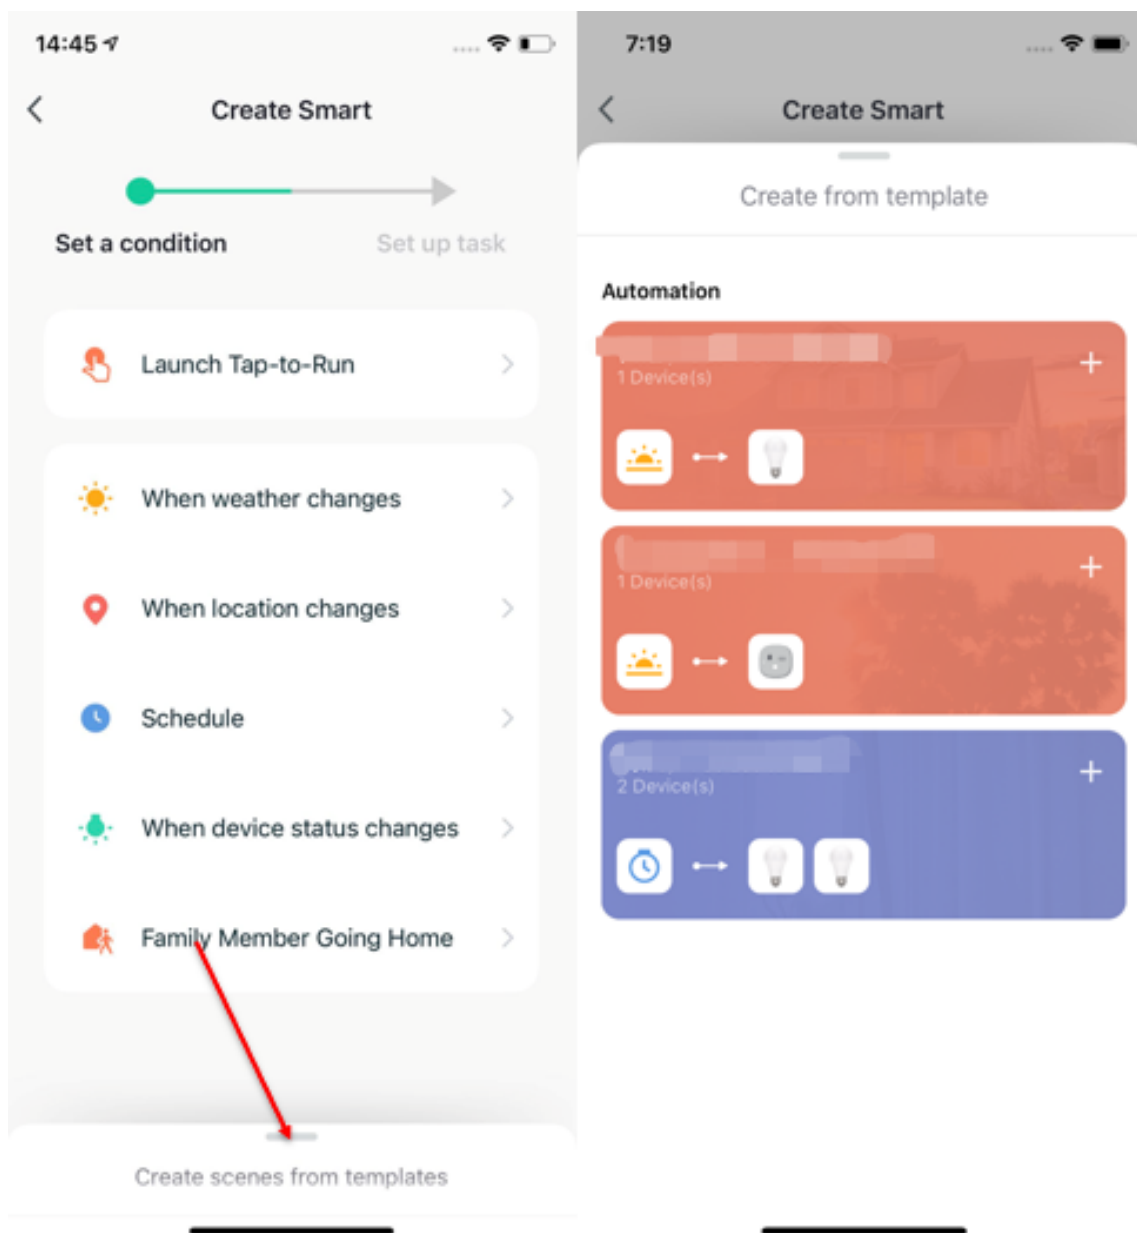 14:45
Create Smart
Set a condition
Set up task
Launch Tap-to-Run
When weather changes
When location changes
Schedule
When device status changes
Family Member Going Home
Create scenes from templates
7:19
Create Smart
Create from template
Automation
1 Device(s)
1 Device(s)
2 Device(s)